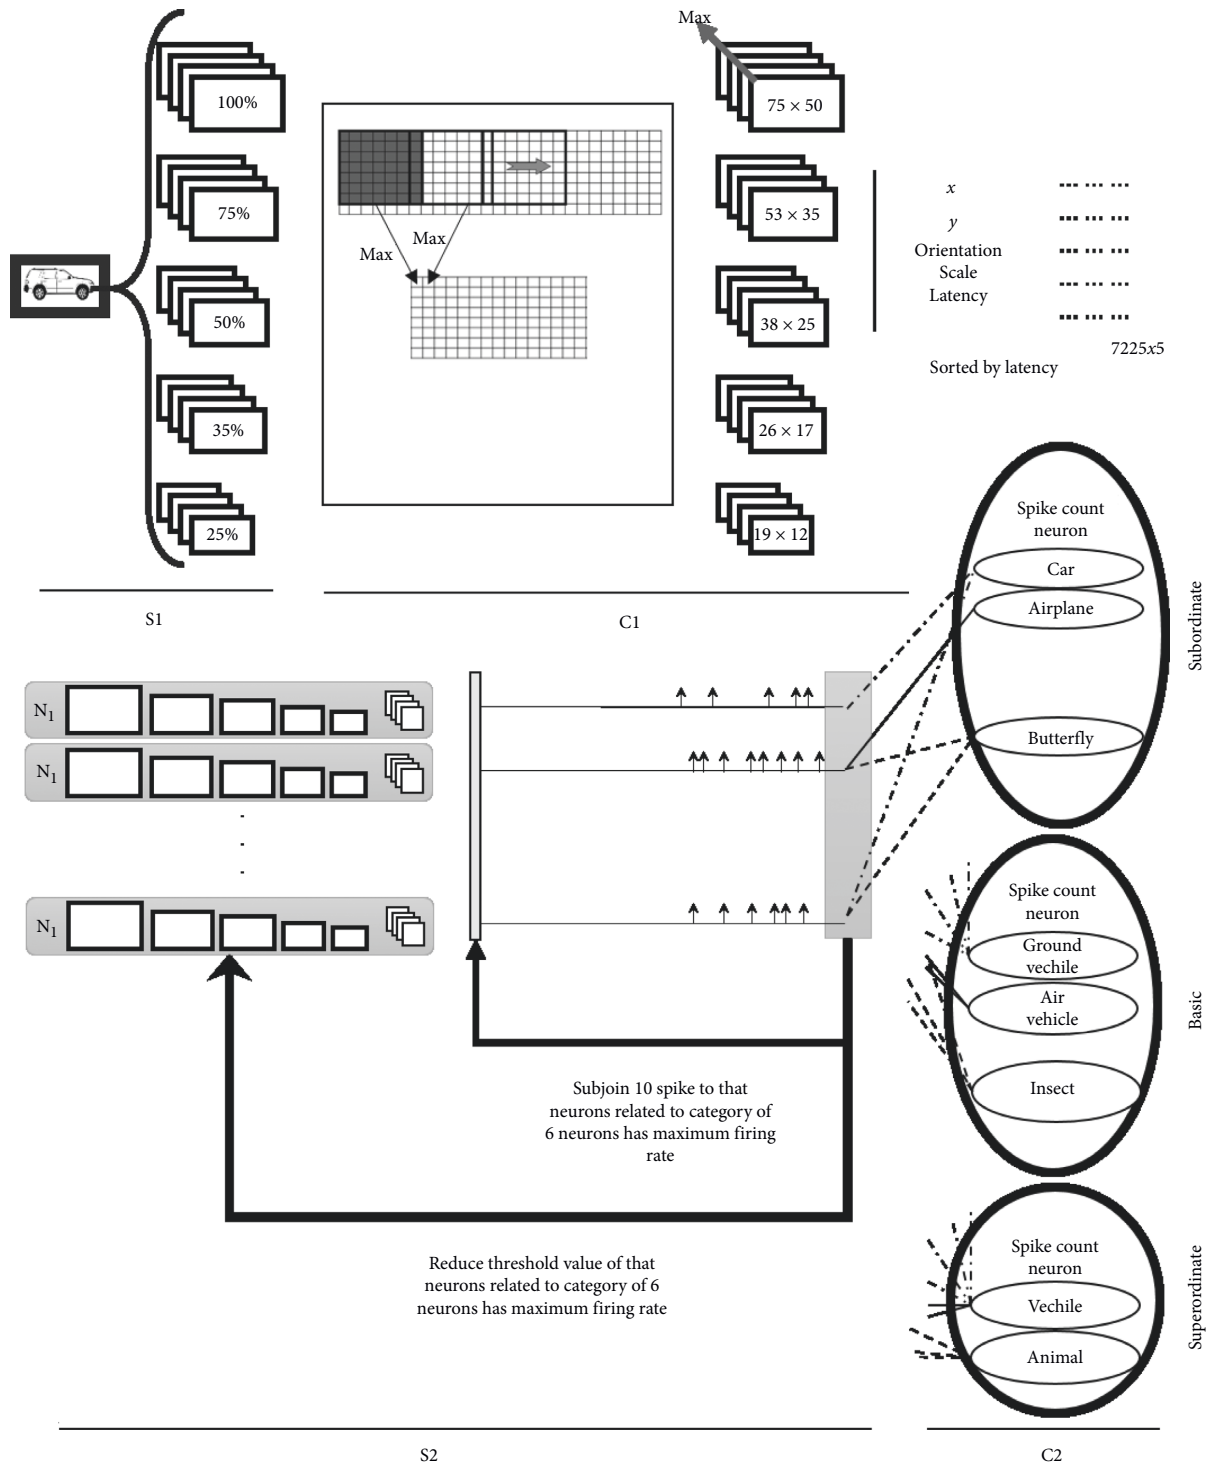 Max
100%
75%
50%
35%
25%
S1
Max
Max
C1
75 × 50
53 × 35
38 × 25
26 × 17
19 × 12
x
y
Orientation
Scale
Latency
7225x5
Sorted by latency
Spike count
neuron
Car
Airplane
Butterfly
Subordinate
N1
N1
N1
Spike count
neuron
Ground
vechile
Air
vehicle
Insect
Basic
Subjoin 10 spike to that
neurons related to category of
6 neurons has maximum firing
rate
Reduce threshold value of that
neurons related to category of 6
neurons has maximum firing rate
Spike count
neuron
Vechile
Animal
Superordinate
S2
C2